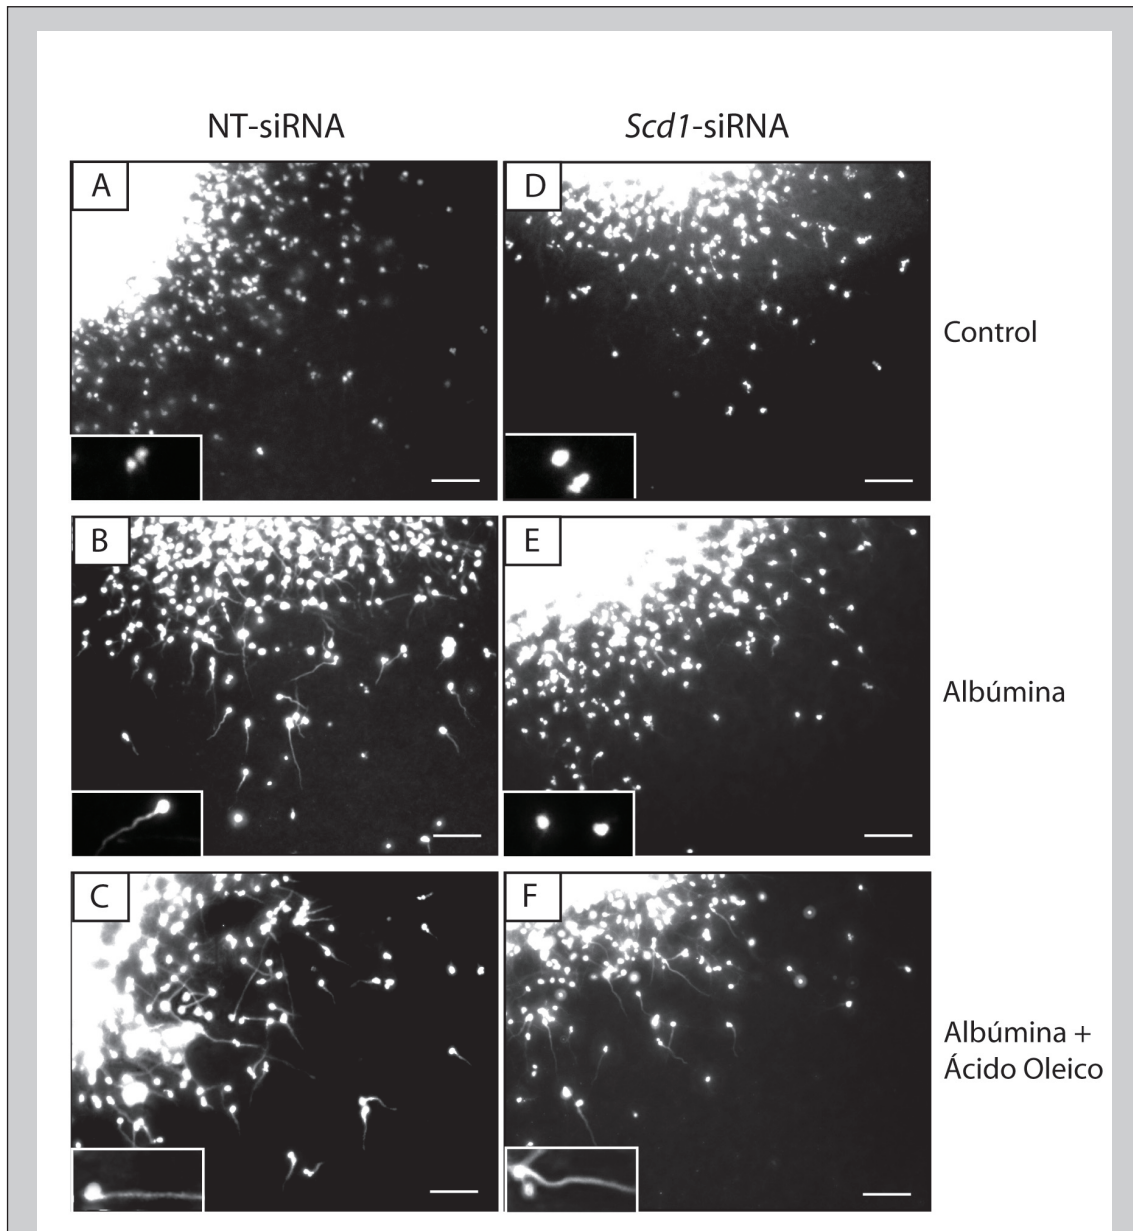 NT-siRNA Scd1-siRNA
A D
Control
B E
Albúmina
C F
Albúmina +
Ácido Oleico